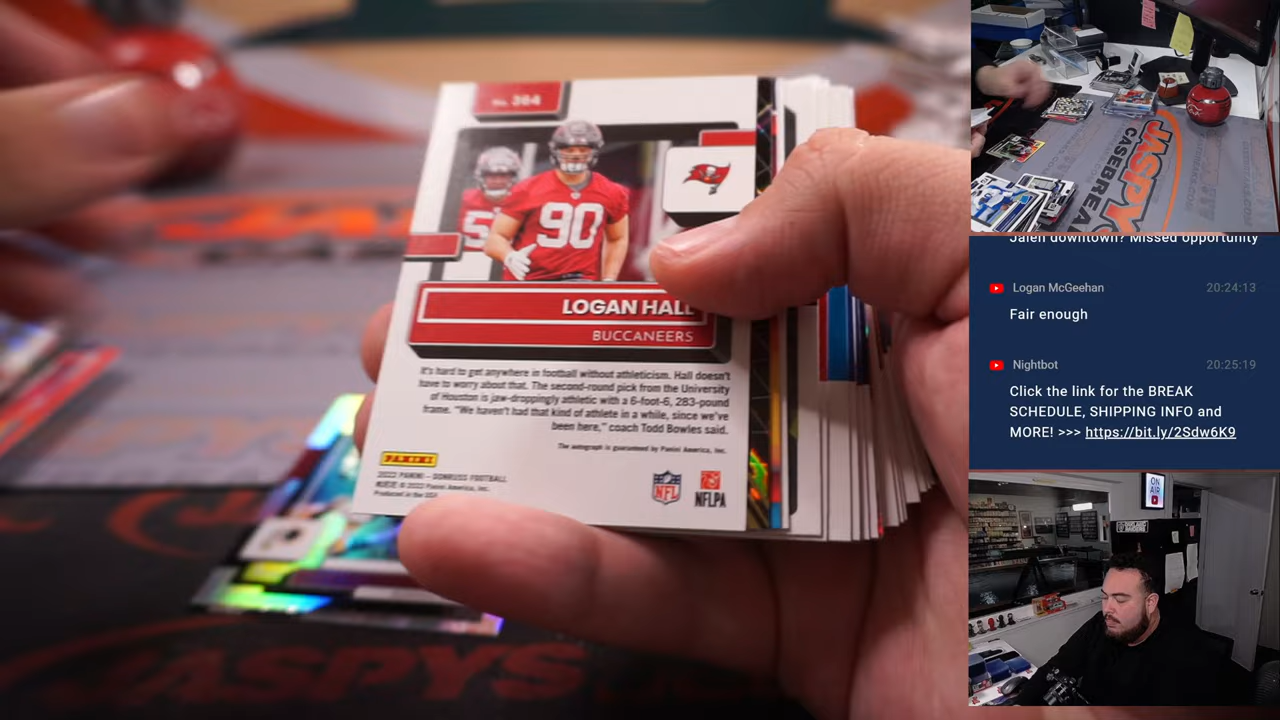 No. 384
90
5
LOGAN HALL
BUCCANEERS
It's hard to get anywhere in football without athleticism. Hall doesn't
have to worry about that. The second-round pick from the University
of Houston is jaw-droppingly athletic with a 6-foot-6, 283-pound
frame. "We haven't had that kind of athlete in a while, since we've
been here," coach Todd Bowles said.
The autograph is guaranteed by Panini America, Inc.
PANINI
2022 PANINI – DONRUSS FOOTBALL
© 2022 Panini America, Inc.
Produced in the USA
NFL
NFLPA
JASPYS
JASPY'S
CASEBREAKS
Jalen downtown? Missed opportunity
Logan McGeehan 20:24:13
Fair enough
Nightbot 20:25:19
Click the link for the BREAK
SCHEDULE, SHIPPING INFO and
MORE! >>> https://bit.ly/2Sdw6K9
ON
AIR